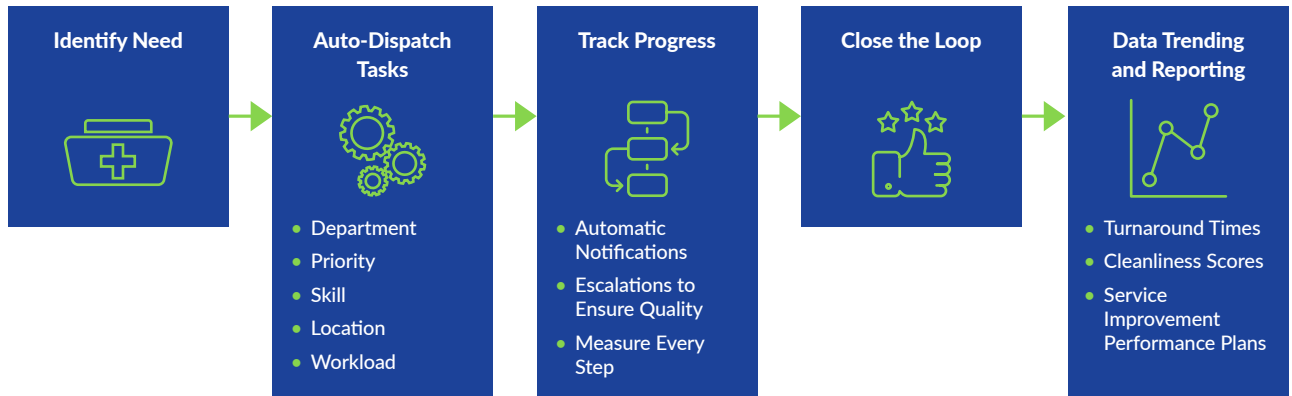 Identify Need
Auto-Dispatch
Tasks
• Department
• Priority
• Skill
• Location
• Workload
Track Progress
• Automatic
Notifications
• Escalations to
Ensure Quality
• Measure Every
Step
Close the Loop
Data Trending
and Reporting
• Turnaround Times
• Cleanliness Scores
• Service
Improvement
Performance Plans